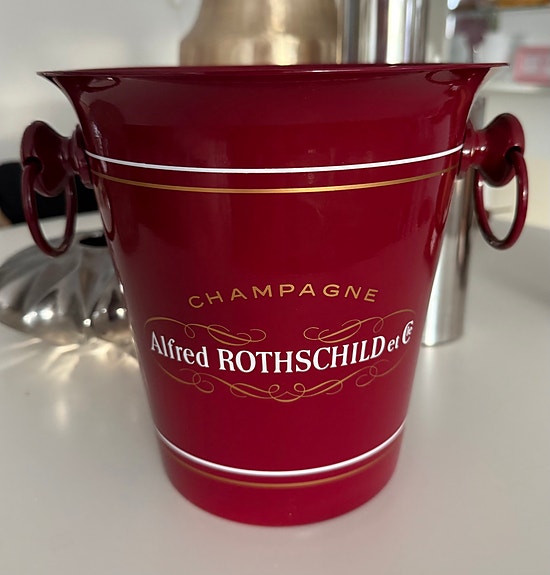 CHAMPAGNE
Alfred ROTHSCHILD et Cie